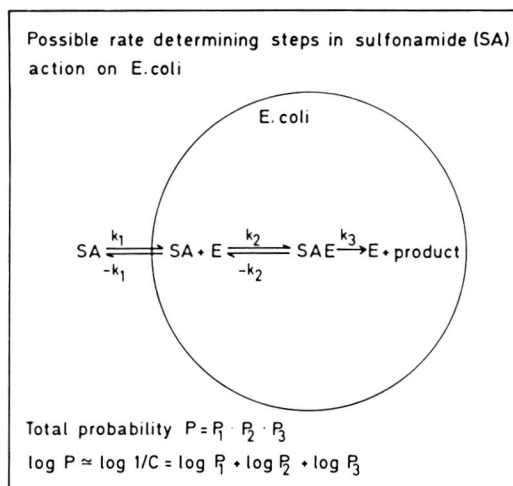 Possible rate determining steps in sulfonamide (SA)
action on E.coli
E.coli
k₁ k₂ k₃
SA ⇌ SA + E ⇌ SAE → E + product
-k₁ -k₂
Total probability P = P₁ · P₂ · P₃
log P ≃ log 1/C = log P₁ + log P₂ + log P₃